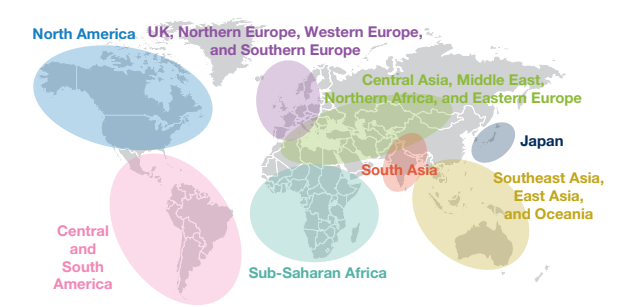 North America
UK, Northern Europe, Western Europe,
and Southern Europe
Central Asia, Middle East,
Northern Africa, and Eastern Europe
Japan
South Asia
Southeast Asia,
East Asia,
and Oceania
Central
and
South
America
Sub-Saharan Africa